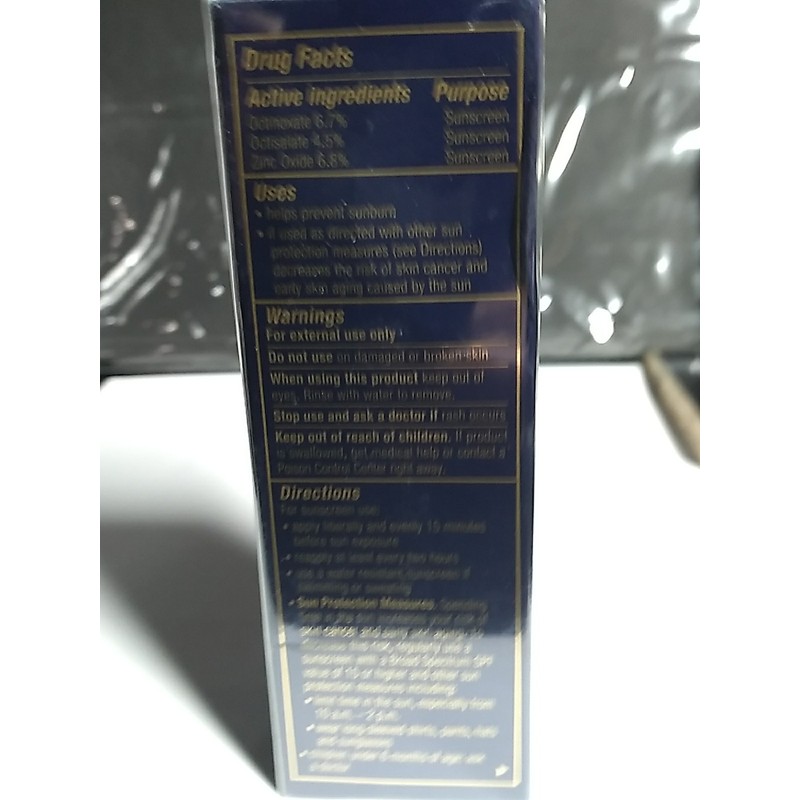 Drug Facts
Active ingredients Purpose
Octinoxate 6.7% Sunscreen
Octisalate 4.5% Sunscreen
Zinc Oxide 6.8% Sunscreen
Uses
• helps prevent sunburn
• if used as directed with other sun
protection measures (see Directions)
decreases the risk of skin cancer and
early skin aging caused by the sun
Warnings
For external use only
Do not use on damaged or broken skin
When using this product keep out of
eyes. Rinse with water to remove.
Stop use and ask a doctor if rash occurs
Keep out of reach of children. If product
is swallowed, get medical help or contact a
Poison Control Center right away.
Directions
For sunscreen use:
• apply liberally and evenly 15 minutes
before sun exposure
• reapply at least every two hours
• use a water resistant sunscreen if
swimming or sweating
• Sun Protection Measures. Spending
time in the sun increases your risk of
skin cancer and early skin aging. To
decrease this risk, regularly use a
sunscreen with a Broad Spectrum SPF
value of 15 or higher and other sun
protection measures including:
• limit time in the sun, especially from
10 a.m. – 2 p.m.
• wear long-sleeved shirts, pants, hats
and sunglasses
• children under 6 months of age: ask
a doctor